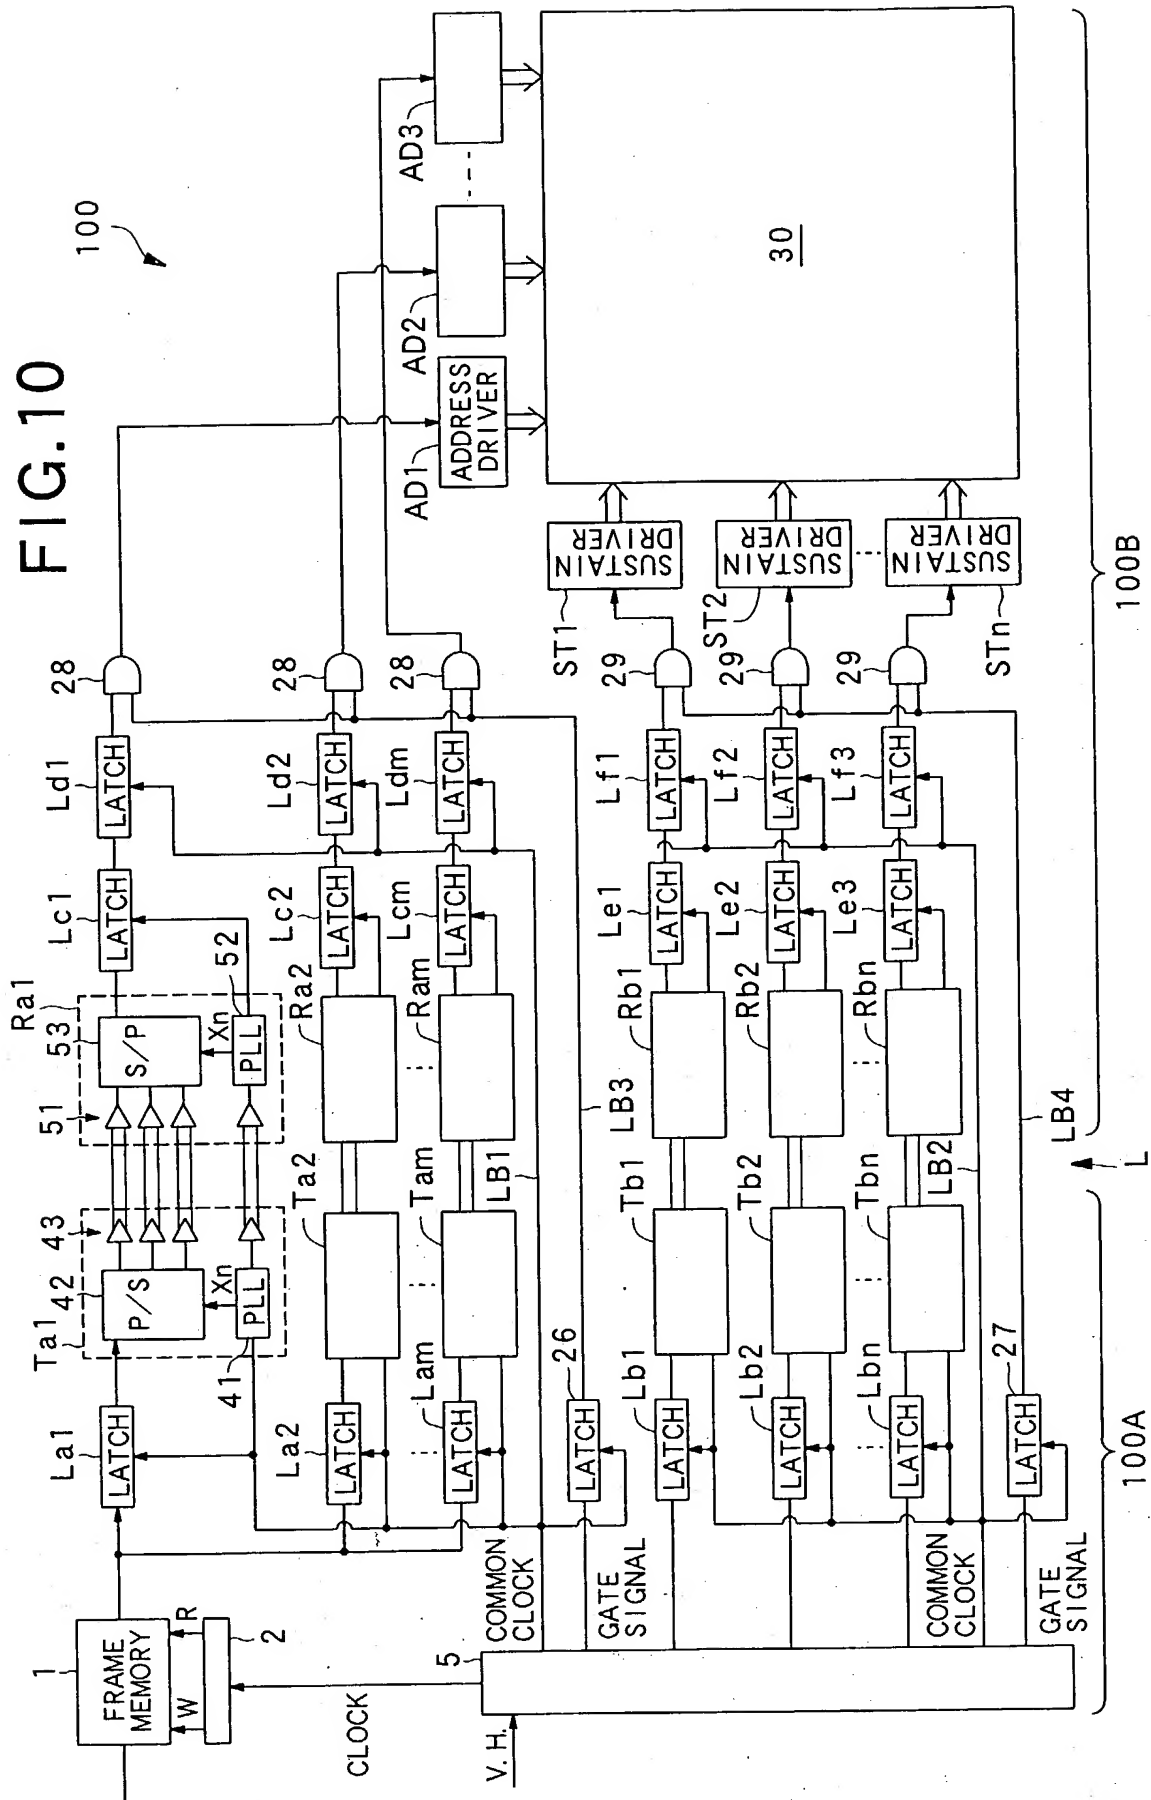 FIG.10
100
1
FRAME
MEMORY
W
R
2
CLOCK
V.H.
5
La1
LATCH
Ta1
42
P/S
43
Xn
PLL
41
Ra1
51
53
S/P
Xn
PLL
52
Lc1
LATCH
Ld1
LATCH
28
La2
LATCH
Ta2
Ra2
Lc2
LATCH
Ld2
LATCH
28
Lam
LATCH
Tam
Ram
Lcm
LATCH
Ldm
LATCH
28
COMMON
CLOCK
LB1
GATE
SIGNAL
LATCH
26
LB3
Lb1
LATCH
Tb1
Rb1
Le1
LATCH
Lf1
LATCH
29
Lb2
LATCH
Tb2
Rb2
Le2
LATCH
Lf2
LATCH
29
Lbn
LATCH
Tbn
Rbn
Le3
LATCH
Lf3
LATCH
29
COMMON
CLOCK
LB2
GATE
SIGNAL
LATCH
27
LB4
AD1
ADDRESS
DRIVER
AD2
AD3
ST1
SUSTAIN
DRIVER
ST2
SUSTAIN
DRIVER
STn
SUSTAIN
DRIVER
30
100A
L
100B